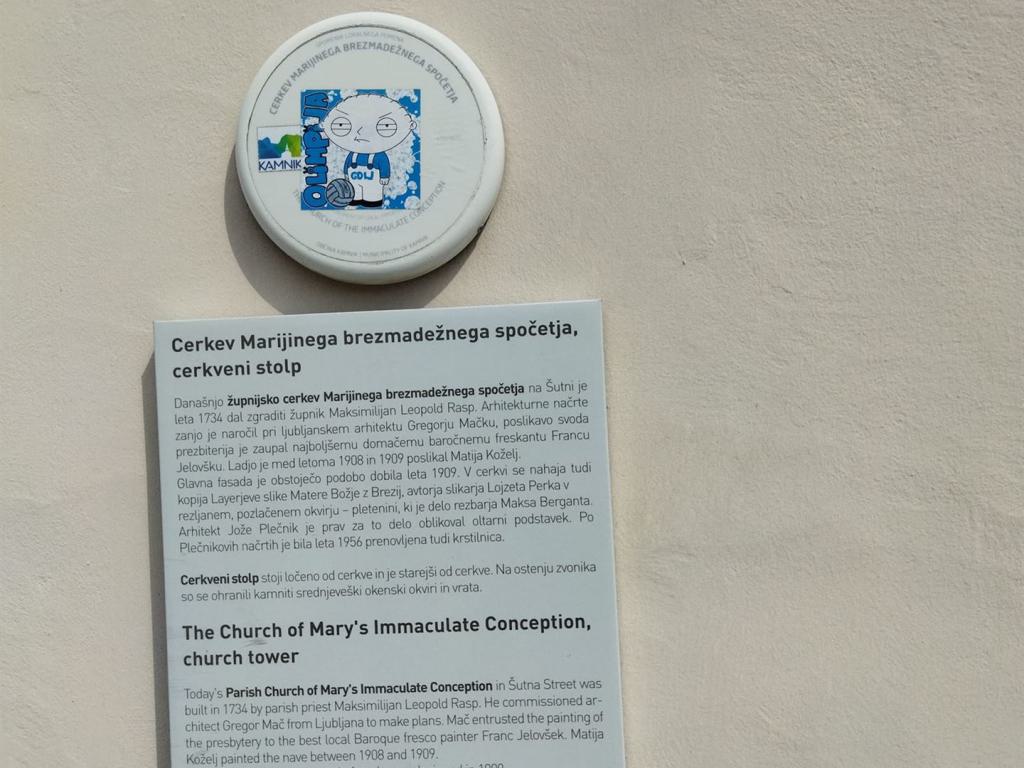 SPOMENIK LOKALNEGA POMENA
CERKEV MARIJINEGA BREZMADEŽNEGA SPOČETJA
OLIMPIJA
KAMNIK
CHURCH OF THE IMMACULATE CONCEPTION
OBČINA KAMNIK | MUNICIPALITY OF KAMNIK
Cerkev Marijinega brezmadežnega spočetja,
cerkveni stolp
Današnjo župnijsko cerkev Marijinega brezmadežnega spočetja na Šutni je
leta 1734 dal zgraditi župnik Maksimilijan Leopold Rasp. Arhitekturne načrte
zanjo je naročil pri ljubljanskem arhitektu Gregorju Mačku, poslikavo svoda
prezbiterija je zaupal najboljšemu domačemu baročnemu freskantu Francu
Jelovšku. Ladjo je med letoma 1908 in 1909 poslikal Matija Koželj.
Glavna fasada je obstoječo podobo dobila leta 1909. V cerkvi se nahaja tudi
kopija Layerjeve slike Matere Božje z Brezij, avtorja slikarja Lojzeta Perka v
rezljanem, pozlačenem okvirju – pletenini, ki je delo rezbarja Maksa Berganta.
Arhitekt Jože Plečnik je prav za to delo oblikoval oltarni podstavek. Po
Plečnikovih načrtih je bila leta 1956 prenovljena tudi krstilnica.
Cerkveni stolp stoji ločeno od cerkve in je starejši od cerkve. Na ostenju zvonika
so se ohranili kamniti srednjeveški okenski okviri in vrata.
The Church of Mary's Immaculate Conception,
church tower
Today's Parish Church of Mary's Immaculate Conception in Šutna Street was
built in 1734 by parish priest Maksimilijan Leopold Rasp. He commissioned ar-
chitect Gregor Mač from Ljubljana to make plans. Mač entrusted the painting of
the presbytery to the best local Baroque fresco painter Franc Jelovšek. Matija
Koželj painted the nave between 1908 and 1909.